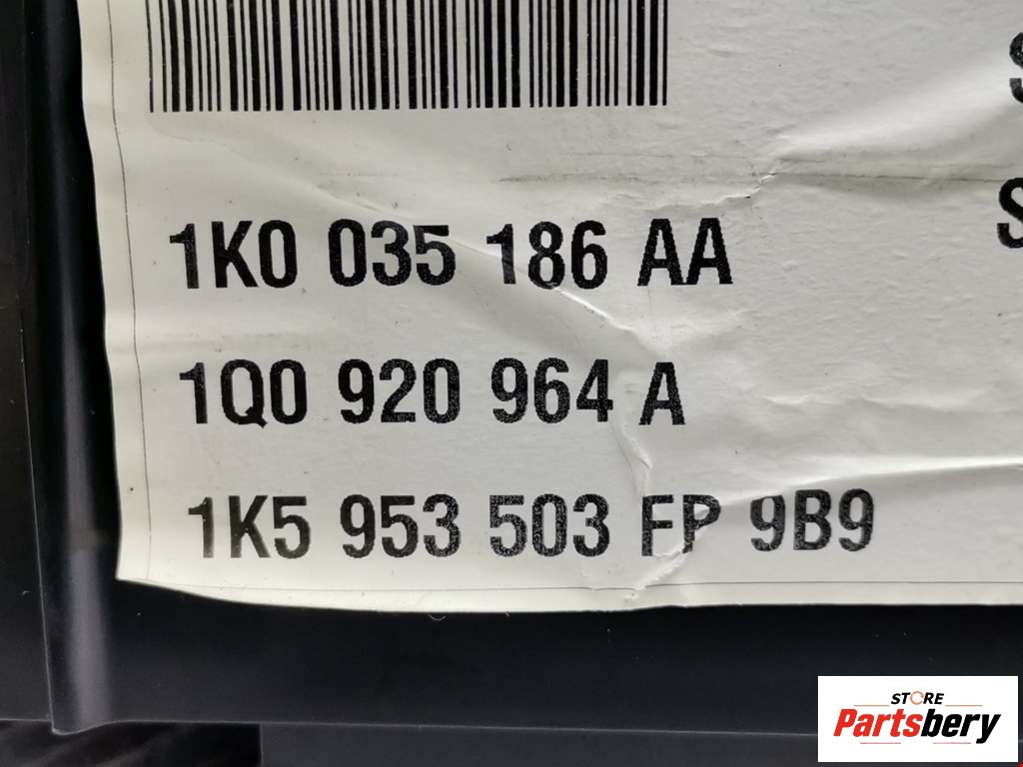 S
1K0 035 186 AA
S
1Q0 920 964 A
1K5 953 503 FP 9B9
STORE
Partsbery